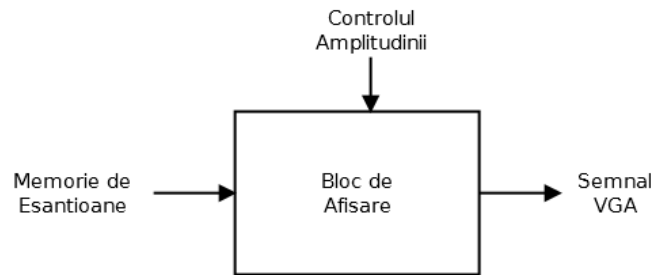 Controlul
Amplitudinii
Memorie de
Esantioane
Bloc de
Afisare
Semnal
VGA